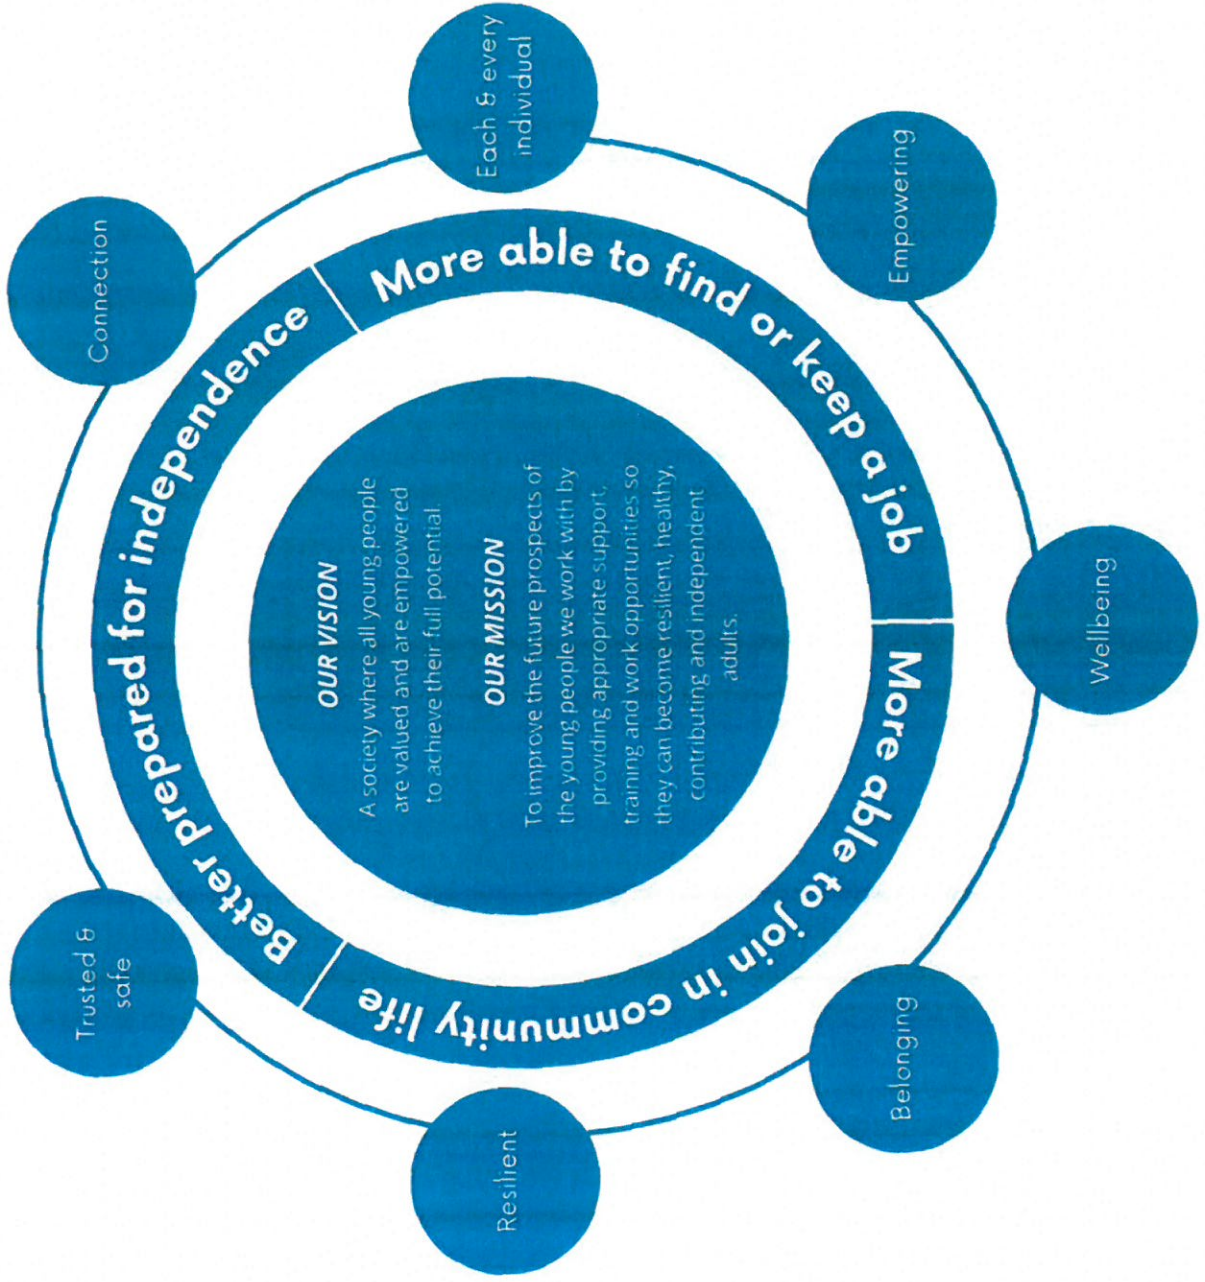 OUR VISION
A society where all young people
are valued and are empowered
to achieve their full potential
OUR MISSION
To improve the future prospects of
the young people we work with by
providing appropriate support,
training and work opportunities so
they can become resilient, healthy,
contributing and independent
adults.
Better prepared for independence
More able to find or keep a job
More able to join in community life
Trusted &
safe
Connection
Each & every
individual
Empowering
Wellbeing
Belonging
Resilient